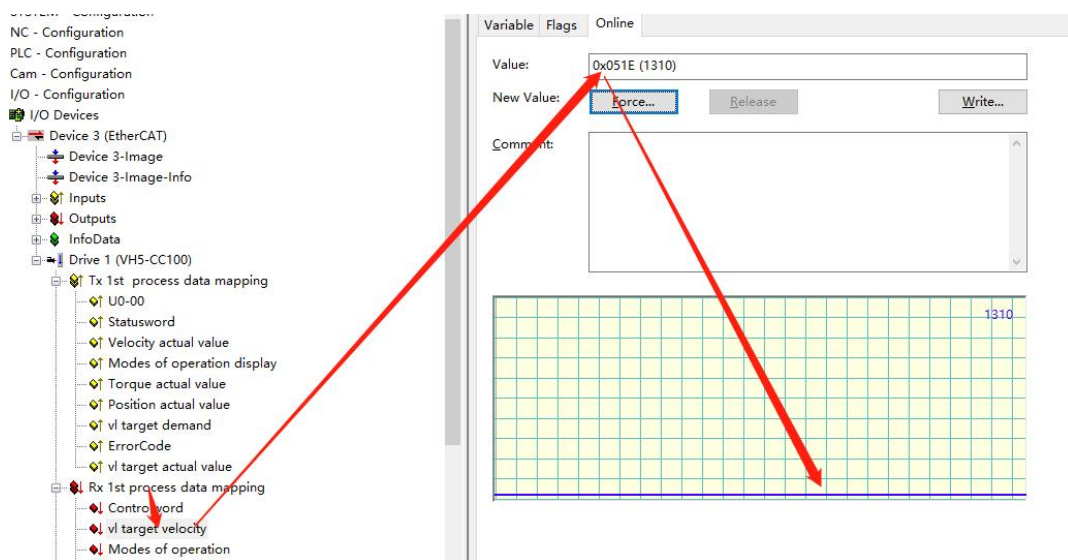 SYSTEM - Configuration
NC - Configuration
PLC - Configuration
Cam - Configuration
I/O - Configuration
I/O Devices
Device 3 (EtherCAT)
Device 3-Image
Device 3-Image-Info
Inputs
Outputs
InfoData
Drive 1 (VH5-CC100)
Tx 1st process data mapping
U0-00
Statusword
Velocity actual value
Modes of operation display
Torque actual value
Position actual value
vl target demand
ErrorCode
vl target actual value
Rx 1st process data mapping
Controlword
vl target velocity
Modes of operation
Variable Flags Online
Value: 0x051E (1310)
New Value: Force... Release Write...
Comment:
1310